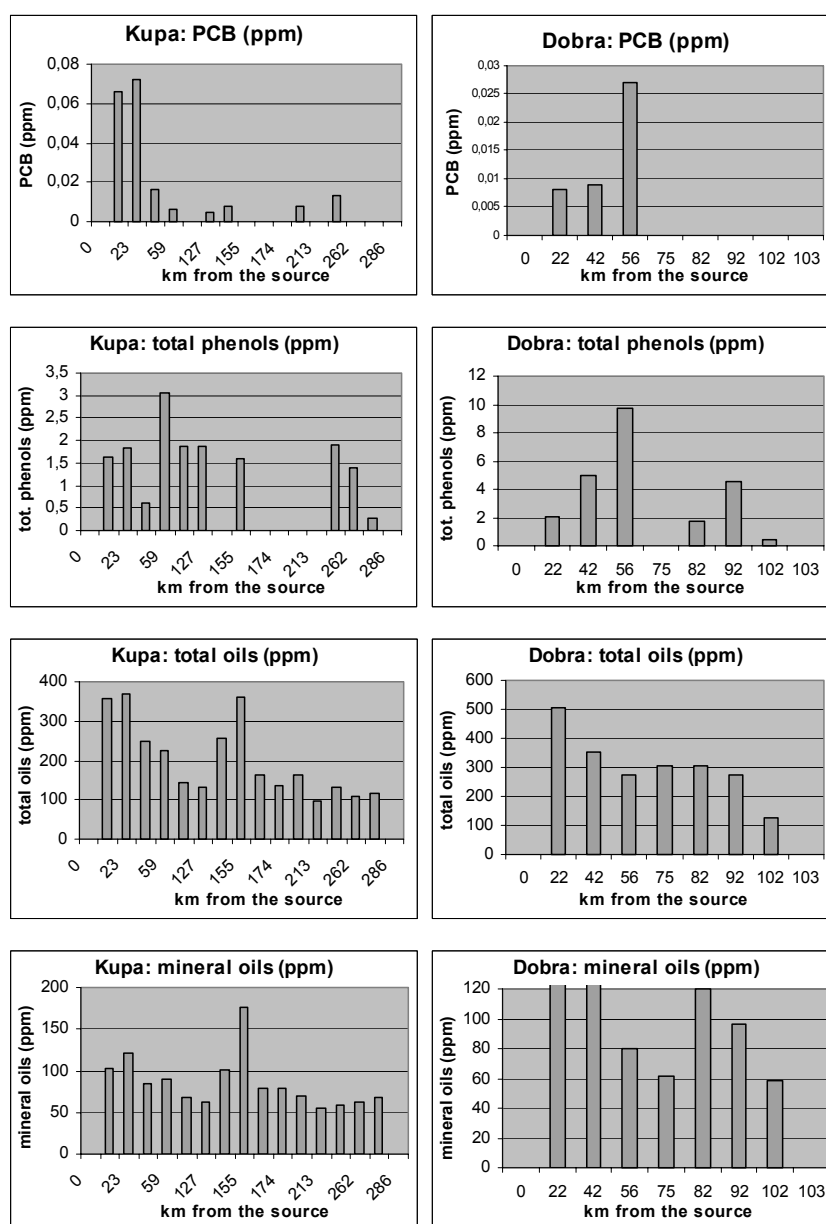 Kupa: PCB (ppm)
PCB (ppm)
0,08
0,06
0,04
0,02
0
0 23 59 127 155 174 213 262 286
km from the source
Dobra: PCB (ppm)
PCB (ppm)
0,03
0,025
0,02
0,015
0,01
0,005
0
0 22 42 56 75 82 92 102 103
km from the source
Kupa: total phenols (ppm)
tot. phenols (ppm)
3,5
3
2,5
2
1,5
1
0,5
0
0 23 59 127 155 174 213 262 286
km from the source
Dobra: total phenols (ppm)
tot. phenols (ppm)
12
10
8
6
4
2
0
0 22 42 56 75 82 92 102 103
km from the source
Kupa: total oils (ppm)
total oils (ppm)
400
300
200
100
0
0 23 59 127 155 174 213 262 286
km from the source
Dobra: total oils (ppm)
total oils (ppm)
600
500
400
300
200
100
0
0 22 42 56 75 82 92 102 103
km from the source
Kupa: mineral oils (ppm)
mineral oils (ppm)
200
150
100
50
0
0 23 59 127 155 174 213 262 286
km from the source
Dobra: mineral oils (ppm)
mineral oils (ppm)
120
100
80
60
40
20
0
0 22 42 56 75 82 92 102 103
km from the source